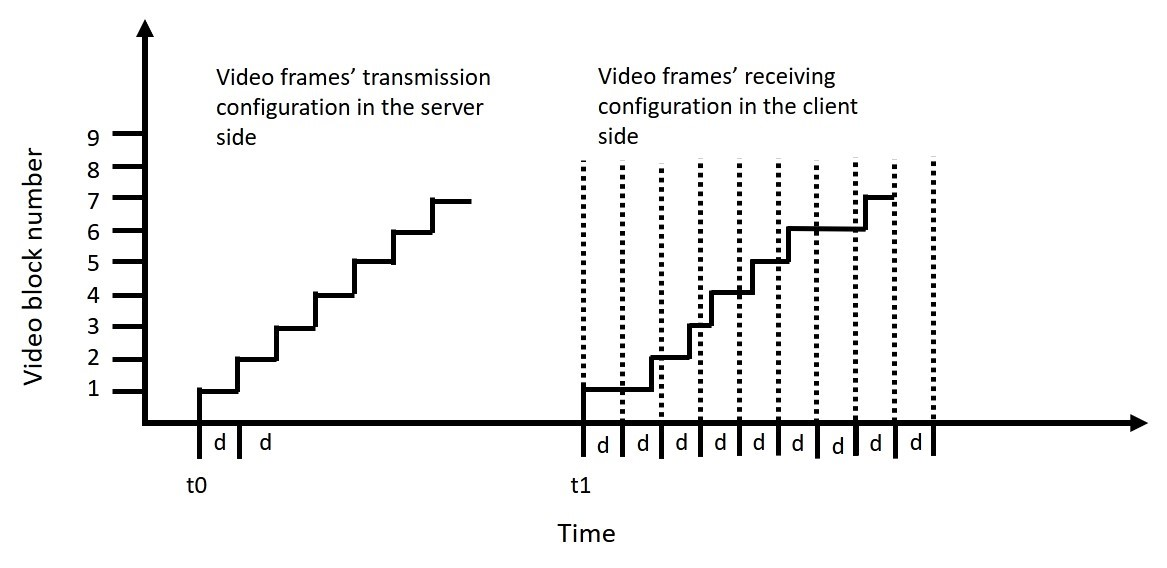 Video frames’ transmission
configuration in the server
side
Video frames’ receiving
configuration in the client
side
Video block number
9
8
7
6
5
4
3
2
1
d d
d d d d d d d d d
t0
t1
Time